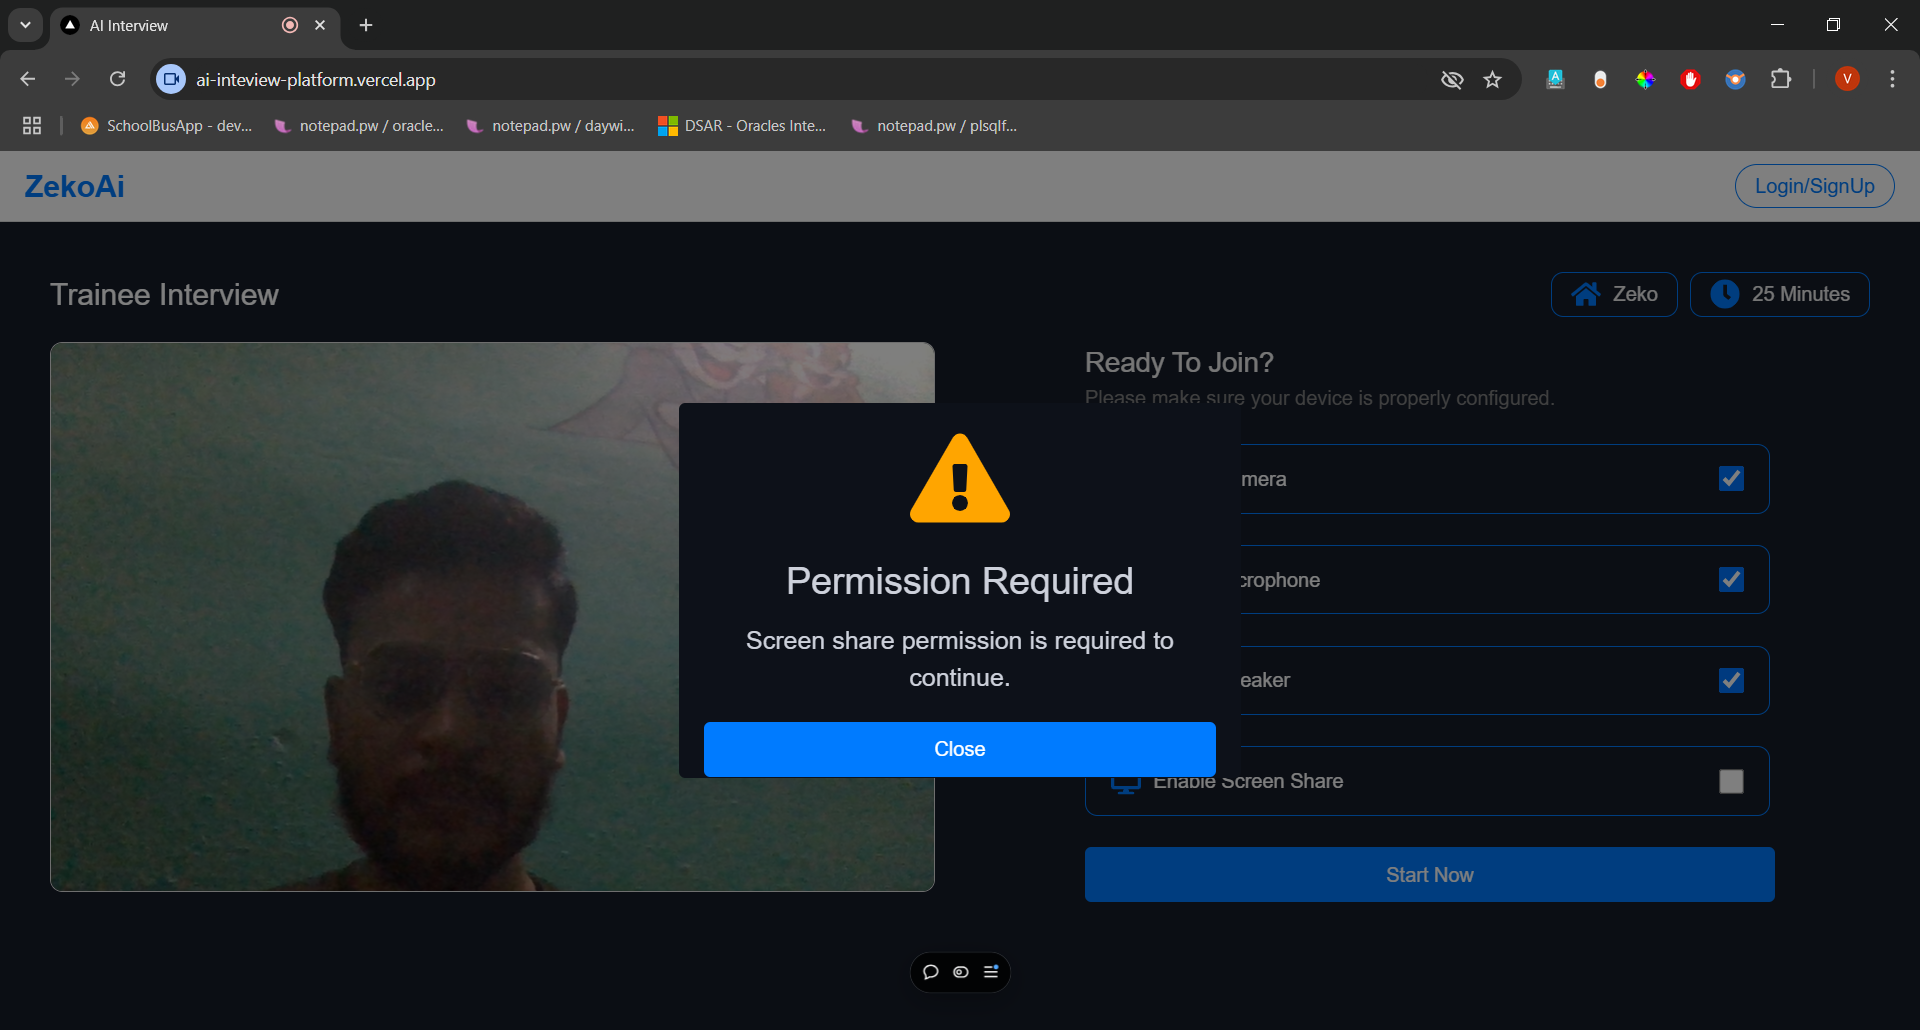 AI Interview
ai-inteview-platform.vercel.app
V
SchoolBusApp - dev...
notepad.pw / oracle...
notepad.pw / daywi...
DSAR - Oracles Inte...
notepad.pw / plsqlf...
ZekoAi
Login/SignUp
Trainee Interview
Zeko
25 Minutes
Ready To Join?
Please make sure your device is properly configured.
mera
Permission Required
crophone
Screen share permission is required to
continue.
eaker
Close
Enable Screen Share
Start Now